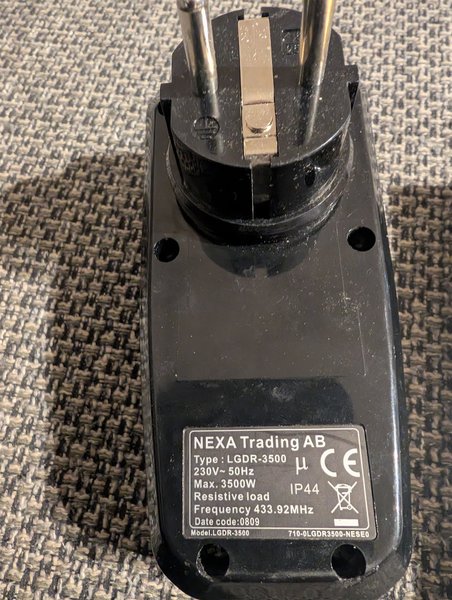 NEXA Trading AB
Type : LGDR-3500
230V~ 50Hz
Max. 3500W
Resistive load
Frequency 433.92MHz
Date code:0809
μ CE
IP44
Model.LGDR-3500 710-0LGDR3500-NESE0